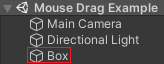 Mouse Drag Example
Main Camera
Directional Light
Box